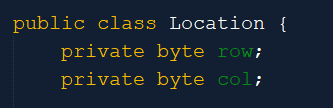 public class Location {
    private byte row;
    private byte col;